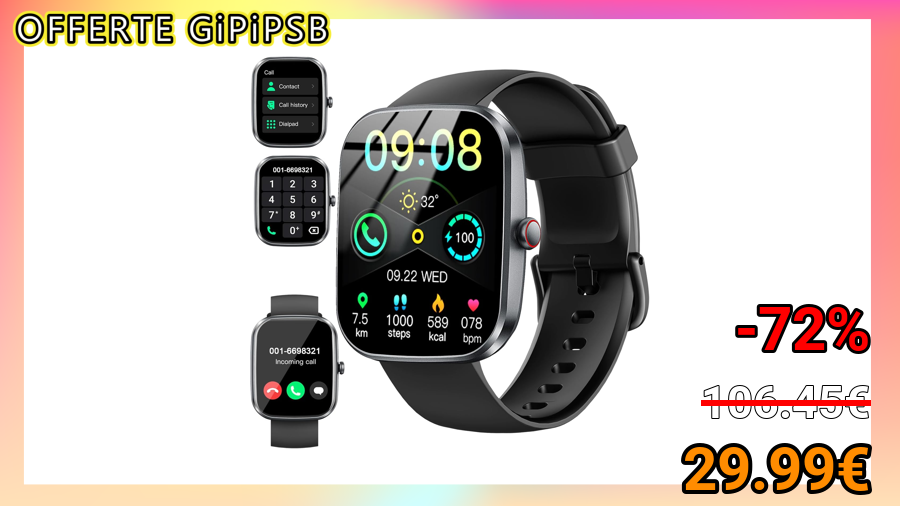 OFFERTE GiPiPSB
Call
Contact
Call history
Dialpad
001-6698321
1 2 3
4 5 6
7* 8 9#
0+
001-6698321
Incoming call
09:08
32°
100
09.22 WED
7.5 1000 589 078
km steps kcal bpm
-72%
106.45€
29.99€